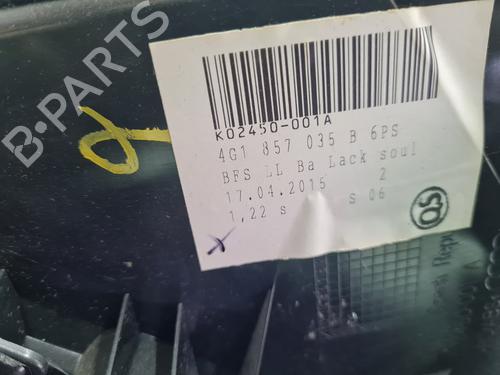 K02450-001A
4G1 857 035 B 6PS
BFS LL Ba Lack soul
2
17.04.2015
1,22 s s 06
B-PARTS